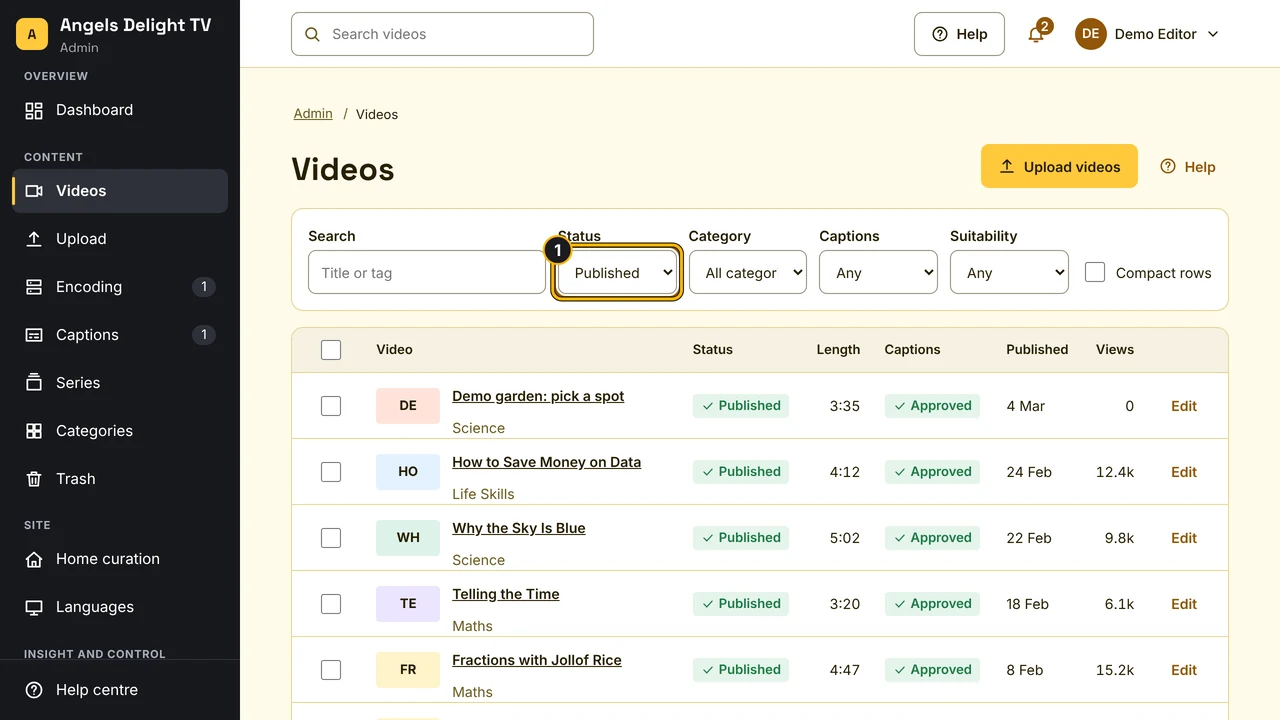 A
Angels Delight TV
Admin
OVERVIEW
Dashboard
CONTENT
Videos
Upload
Encoding 1
Captions 1
Series
Categories
Trash
SITE
Home curation
Languages
INSIGHT AND CONTROL
Help centre
Search videos
Help
2
DE Demo Editor
Admin / Videos
Videos
Upload videos
Help
Search Status Category Captions Suitability
1
Title or tag Published All categor Any Any Compact rows
Video Status Length Captions Published Views
DE Demo garden: pick a spot Published 3:35 Approved 4 Mar 0 Edit
Science
HO How to Save Money on Data Published 4:12 Approved 24 Feb 12.4k Edit
Life Skills
WH Why the Sky Is Blue Published 5:02 Approved 22 Feb 9.8k Edit
Science
TE Telling the Time Published 3:20 Approved 18 Feb 6.1k Edit
Maths
FR Fractions with Jollof Rice Published 4:47 Approved 8 Feb 15.2k Edit
Maths